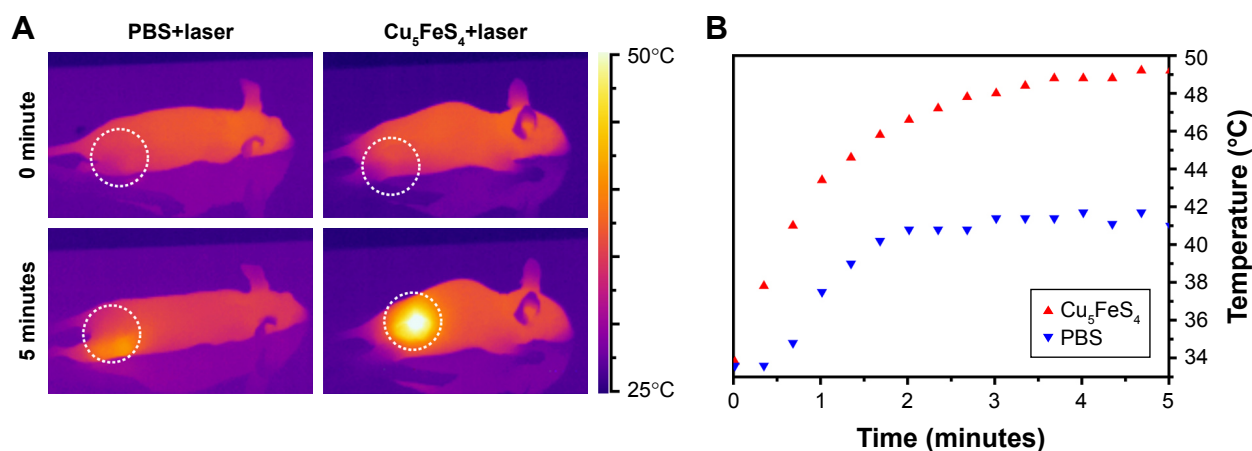 A
PBS+laser
Cu₅FeS₄+laser
0 minute
5 minutes
50°C
25°C
B
50
48
46
44
42
40
38
36
34
Temperature (°C)
Cu₅FeS₄
PBS
0 1 2 3 4 5
Time (minutes)